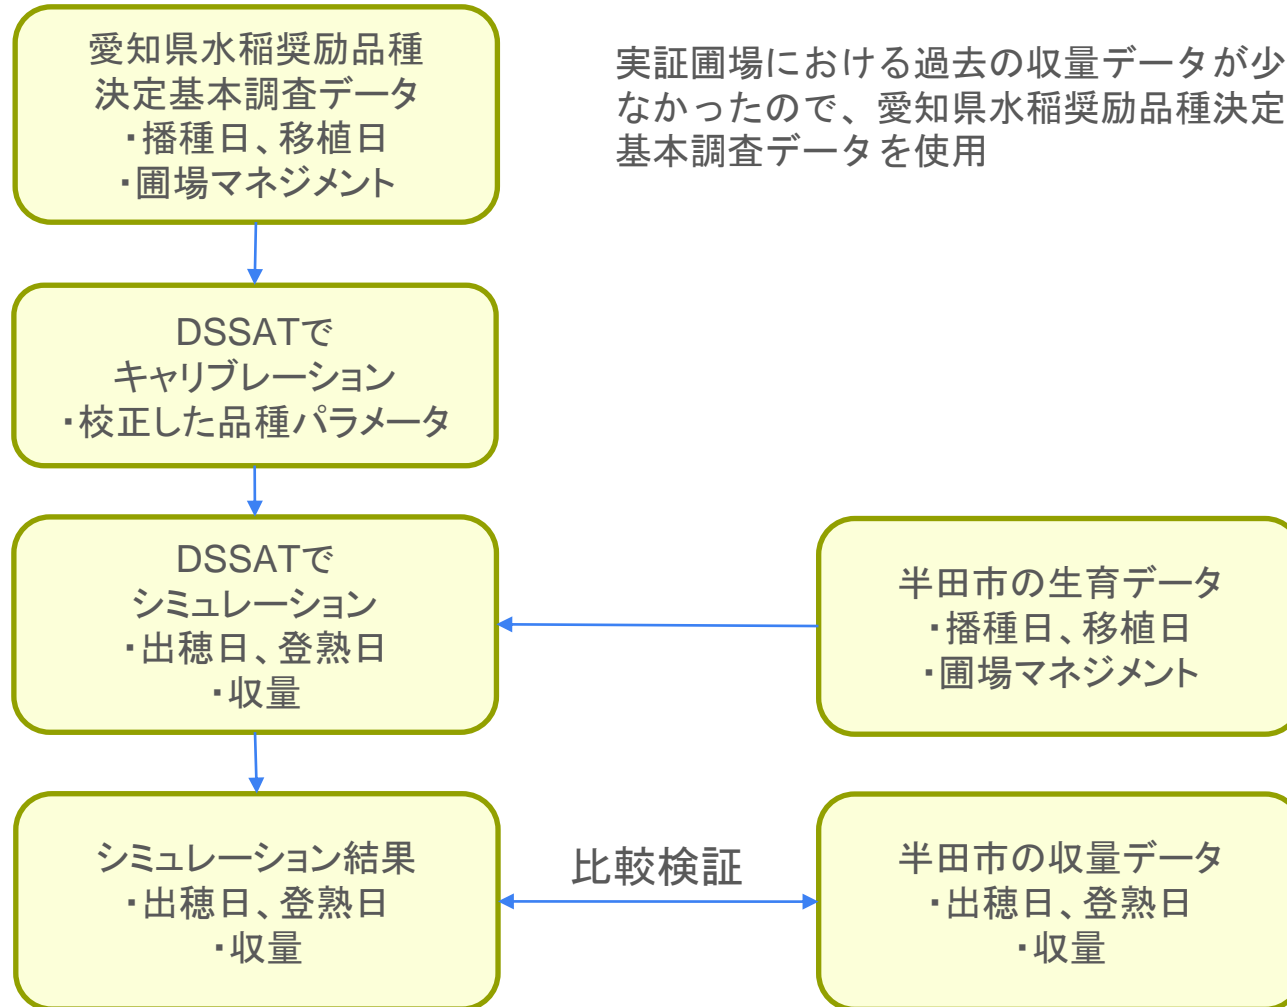 愛知県水稲奨励品種
決定基本調査データ
・播種日、移植日
・圃場マネジメント
実証圃場における過去の収量データが少
なかったので、愛知県水稲奨励品種決定
基本調査データを使用
DSSATで
キャリブレーション
・校正した品種パラメータ
DSSATで
シミュレーション
・出穂日、登熟日
・収量
半田市の生育データ
・播種日、移植日
・圃場マネジメント
シミュレーション結果
・出穂日、登熟日
・収量
比較検証
半田市の収量データ
・出穂日、登熟日
・収量